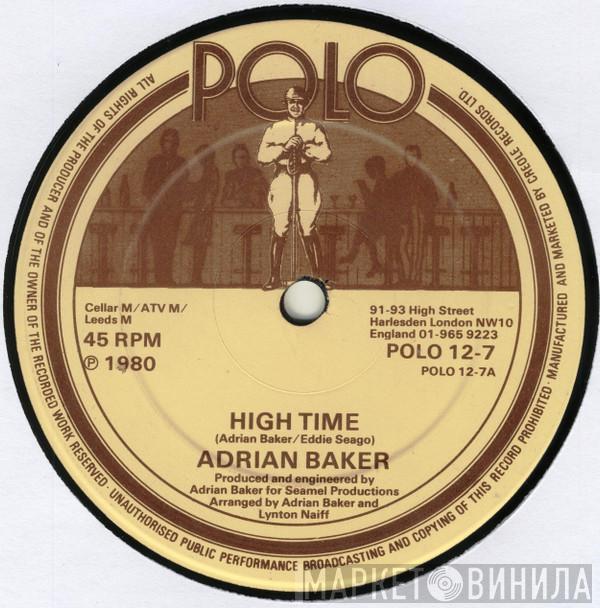 POLO
ALL RIGHTS OF THE PRODUCER AND OF THE OWNER OF THE RECORDED WORK RESERVED · UNAUTHORISED PUBLIC PERFORMANCE BROADCASTING AND COPYING OF THIS RECORD PROHIBITED · MANUFACTURED AND MARKETED BY CREOLE RECORDS LTD.
Cellar M/ATV M/
Leeds M
45 RPM
℗ 1980
91-93 High Street
Harlesden London NW10
England 01-965 9223
POLO 12-7
POLO 12-7A
HIGH TIME
(Adrian Baker/Eddie Seago)
ADRIAN BAKER
Produced and engineered by
Adrian Baker for Seamel Productions
Arranged by Adrian Baker and
Lynton Naiff
МАРКЕТ ВИНИЛА